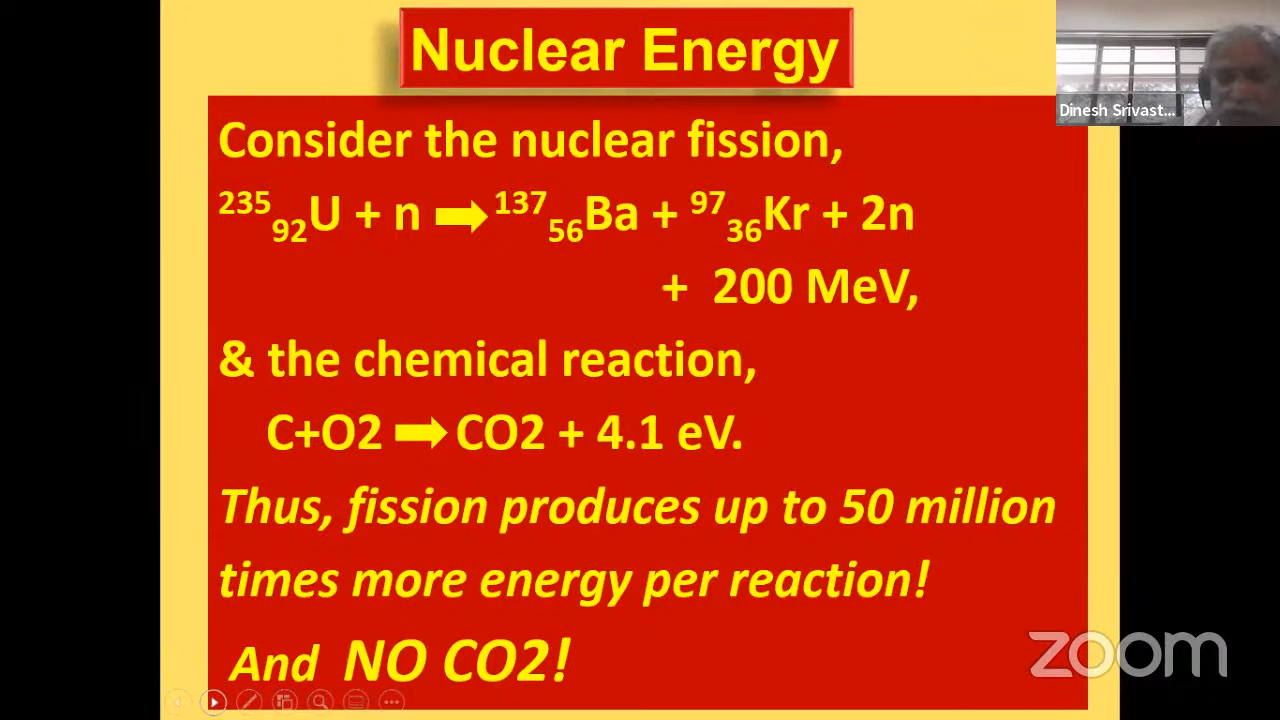 Nuclear Energy
Dinesh Srivast...
Consider the nuclear fission,
²³⁵₉₂U + n ➡ ¹³⁷₅₆Ba + ⁹⁷₃₆Kr + 2n
+ 200 MeV,
& the chemical reaction,
C+O2 ➡ CO2 + 4.1 eV.
Thus, fission produces up to 50 million
times more energy per reaction!
And NO CO2!
zoom